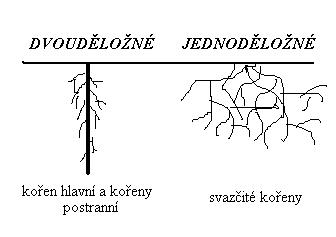 DVOUDĚLOŽNÉ JEDNODĚLOŽNÉ
kořen hlavní a kořeny
postranní
svazčité kořeny